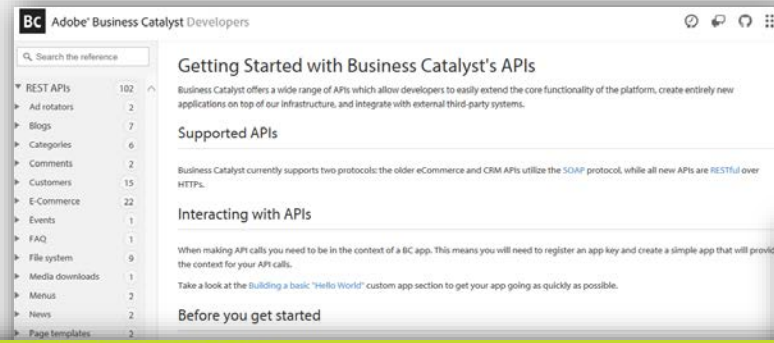 BC Adobe® Business Catalyst Developers
Search the reference
REST APIs 102
Ad rotators 2
Blogs 7
Categories 6
Comments 2
Customers 15
E-Commerce 22
Events 1
FAQ 1
File system 9
Media downloads 1
Menus 2
News 2
Page templates 2
Getting Started with Business Catalyst's APIs
Business Catalyst offers a wide range of APIs which allow developers to easily extend the core functionality of the platform, create entirely new
applications on top of our infrastructure, and integrate with external third-party systems.
Supported APIs
Business Catalyst currently supports two protocols: the older eCommerce and CRM APIs utilize the SOAP protocol, while all new APIs are RESTful over
HTTPs.
Interacting with APIs
When making API calls you need to be in the context of a BC app. This means you will need to register an app key and create a simple app that will provid
the context for your API calls.
Take a look at the Building a basic "Hello World" custom app section to get your app going as quickly as possible.
Before you get started